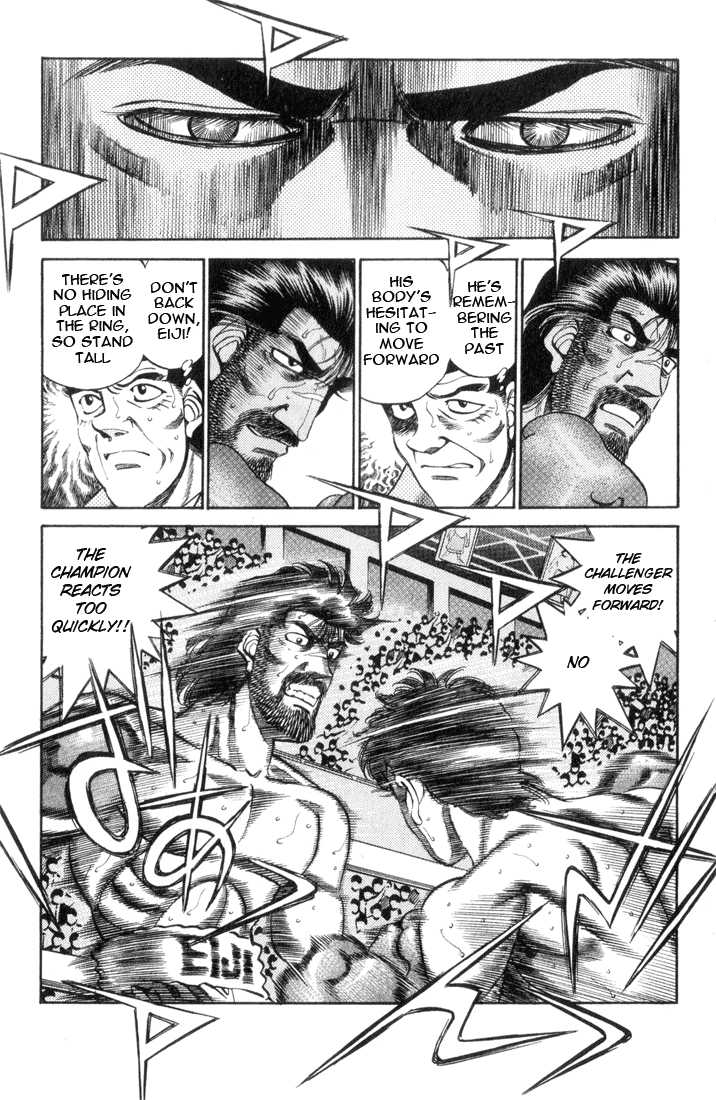 HE'S
REMEM-
BERING
THE
PAST
HIS
BODY'S
HESITAT-
ING TO
MOVE
FORWARD
DON'T
BACK
DOWN,
EIJI!
THERE'S
NO HIDING
PLACE IN
THE RING,
SO STAND
TALL
THE
CHALLENGER
MOVES
FORWARD!
NO
THE
CHAMPION
REACTS
TOO
QUICKLY!!
EIJI